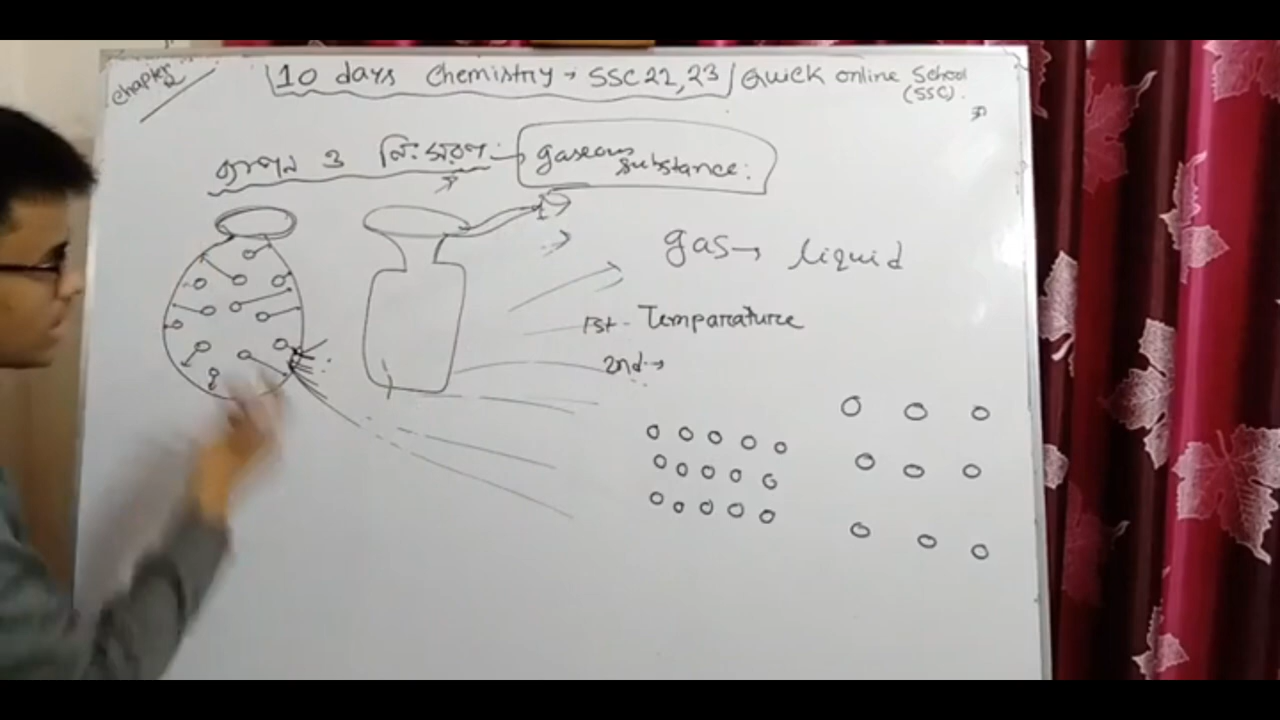 Chapter 2
10 days Chemistry → SSC 22, 23 / Quick online School (SSC).
ব্যাপন ও নিঃসরণ :→ gaseous substance :
gas → liquid
1st - Temparature
2nd →